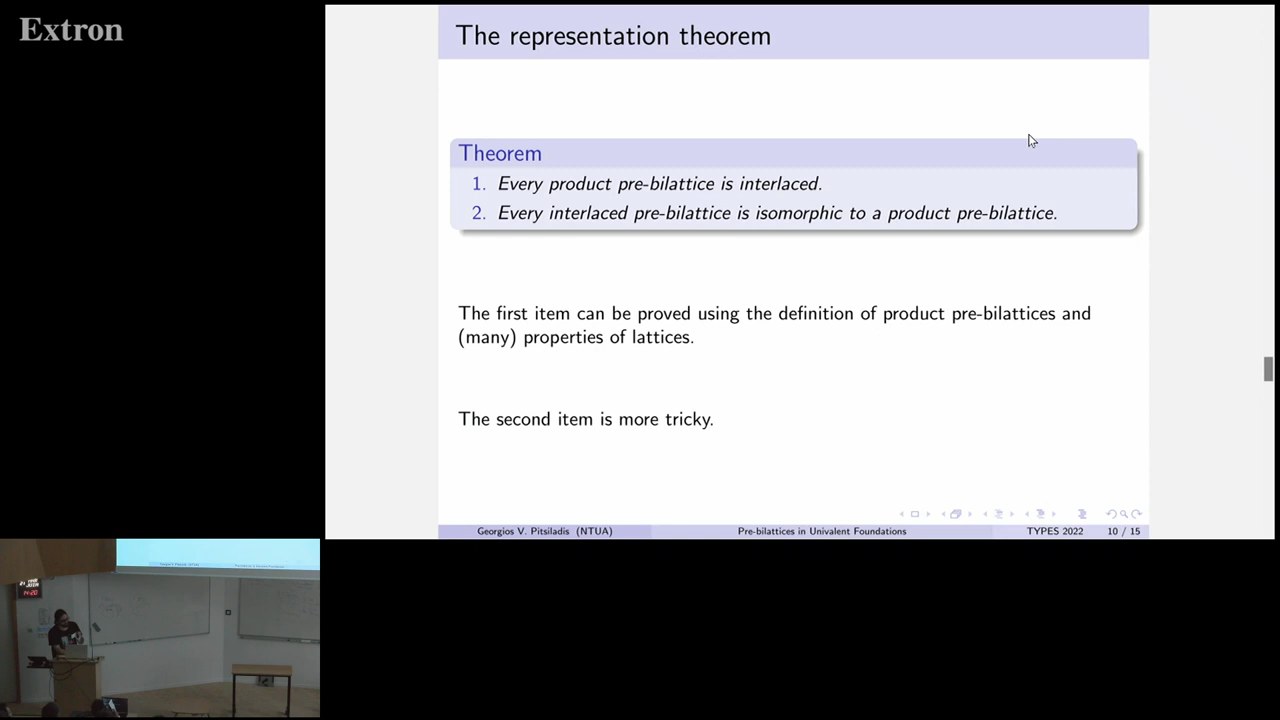 Extron
The representation theorem
Theorem
1. Every product pre-bilattice is interlaced.
2. Every interlaced pre-bilattice is isomorphic to a product pre-bilattice.
The first item can be proved using the definition of product pre-bilattices and
(many) properties of lattices.
The second item is more tricky.
Georgios V. Pitsiladis (NTUA) Pre-bilattices in Univalent Foundations TYPES 2022 10 / 15
14:20